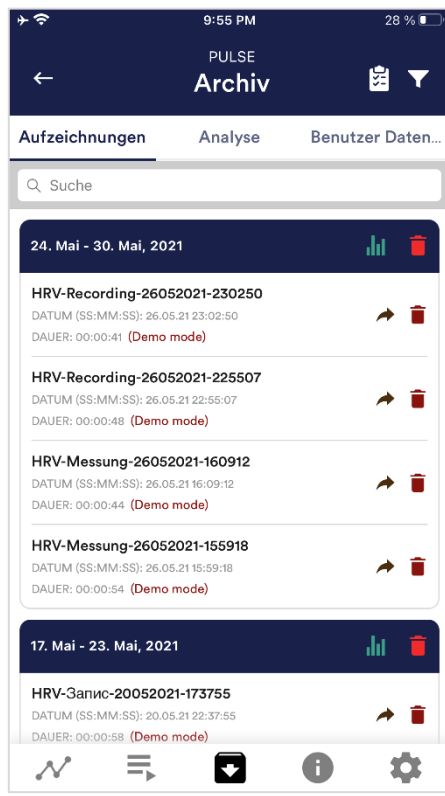 9:55 PM
28 %
PULSE
Archiv
Aufzeichnungen
Analyse
Benutzer Daten...
Suche
24. Mai - 30. Mai, 2021
HRV-Recording-26052021-230250
DATUM (SS:MM:SS): 26.05.21 23:02:50
DAUER: 00:00:41 (Demo mode)
HRV-Recording-26052021-225507
DATUM (SS:MM:SS): 26.05.21 22:55:07
DAUER: 00:00:48 (Demo mode)
HRV-Messung-26052021-160912
DATUM (SS:MM:SS): 26.05.21 16:09:12
DAUER: 00:00:44 (Demo mode)
HRV-Messung-26052021-155918
DATUM (SS:MM:SS): 26.05.21 15:59:18
DAUER: 00:00:54 (Demo mode)
17. Mai - 23. Mai, 2021
HRV-Запис-20052021-173755
DATUM (SS:MM:SS): 20.05.21 22:37:55
DAUER: 00:00:58 (Demo mode)